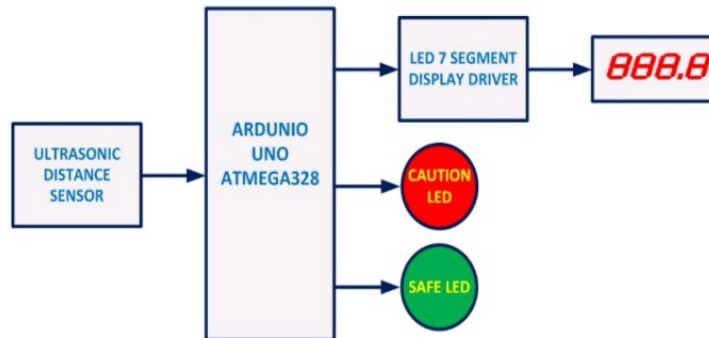 LED 7 SEGMENT
DISPLAY DRIVER
888.8
ARDUNIO
UNO
ATMEGA328
ULTRASONIC
DISTANCE
SENSOR
CAUTION
LED
SAFE LED